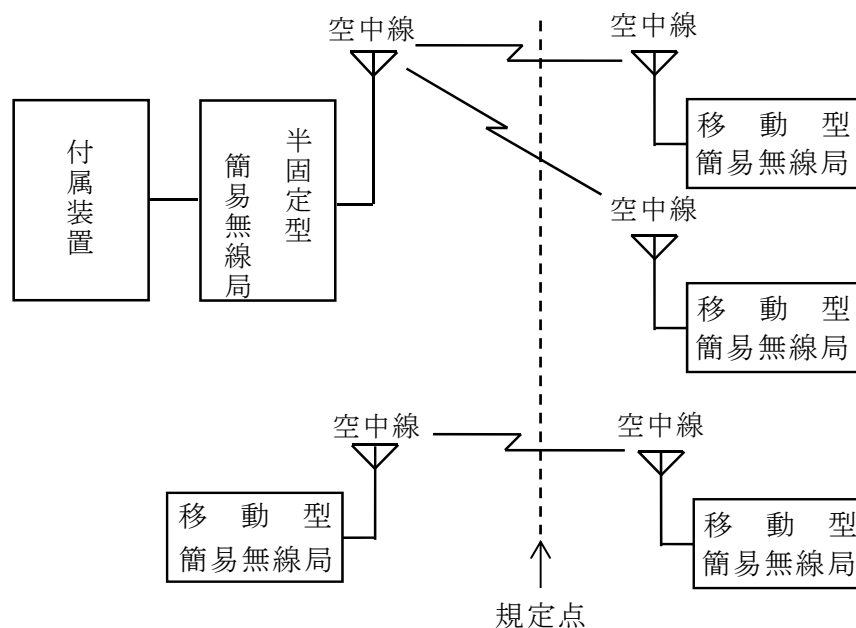 空中線
空中線
付属装置
半固定型
簡易無線局
移動型
簡易無線局
空中線
移動型
簡易無線局
空中線
空中線
移動型
簡易無線局
移動型
簡易無線局
規定点